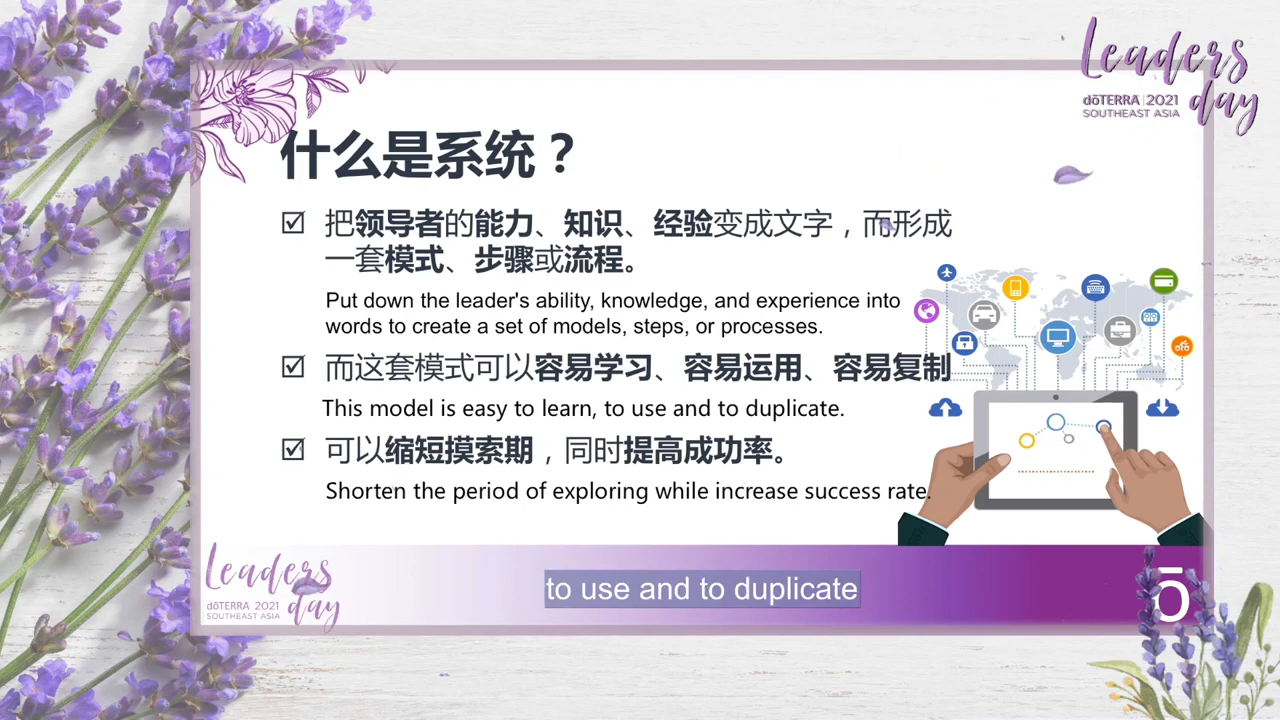 Leaders
day
dōTERRA 2021
SOUTHEAST ASIA
什么是系统？
把领导者的能力、知识、经验变成文字，而形成
一套模式、步骤或流程。
Put down the leader's ability, knowledge, and experience into
words to create a set of models, steps, or processes.
而这套模式可以容易学习、容易运用、容易复制
This model is easy to learn, to use and to duplicate.
可以缩短摸索期，同时提高成功率。
Shorten the period of exploring while increase success rate.
Leaders
day
dōTERRA 2021
SOUTHEAST ASIA
to use and to duplicate
ō